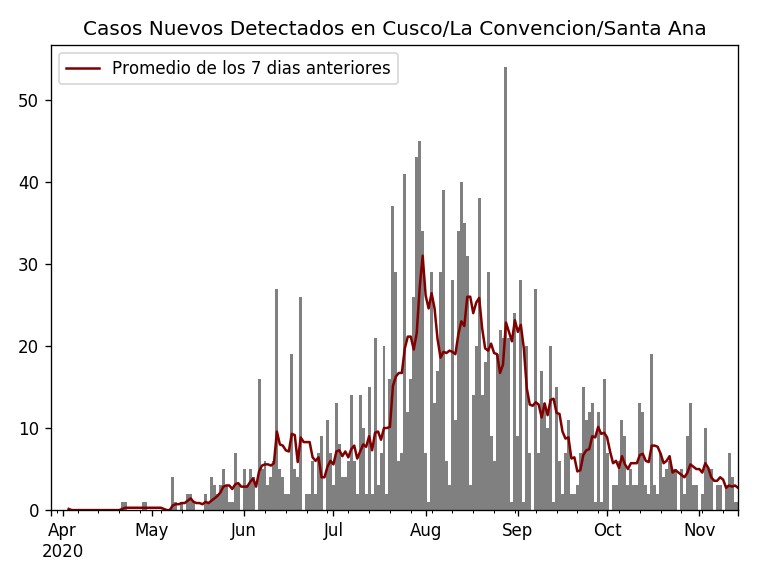 Casos Nuevos Detectados en Cusco/La Convencion/Santa Ana
Promedio de los 7 dias anteriores
50
40
30
20
10
0
Apr May Jun Jul Aug Sep Oct Nov
2020